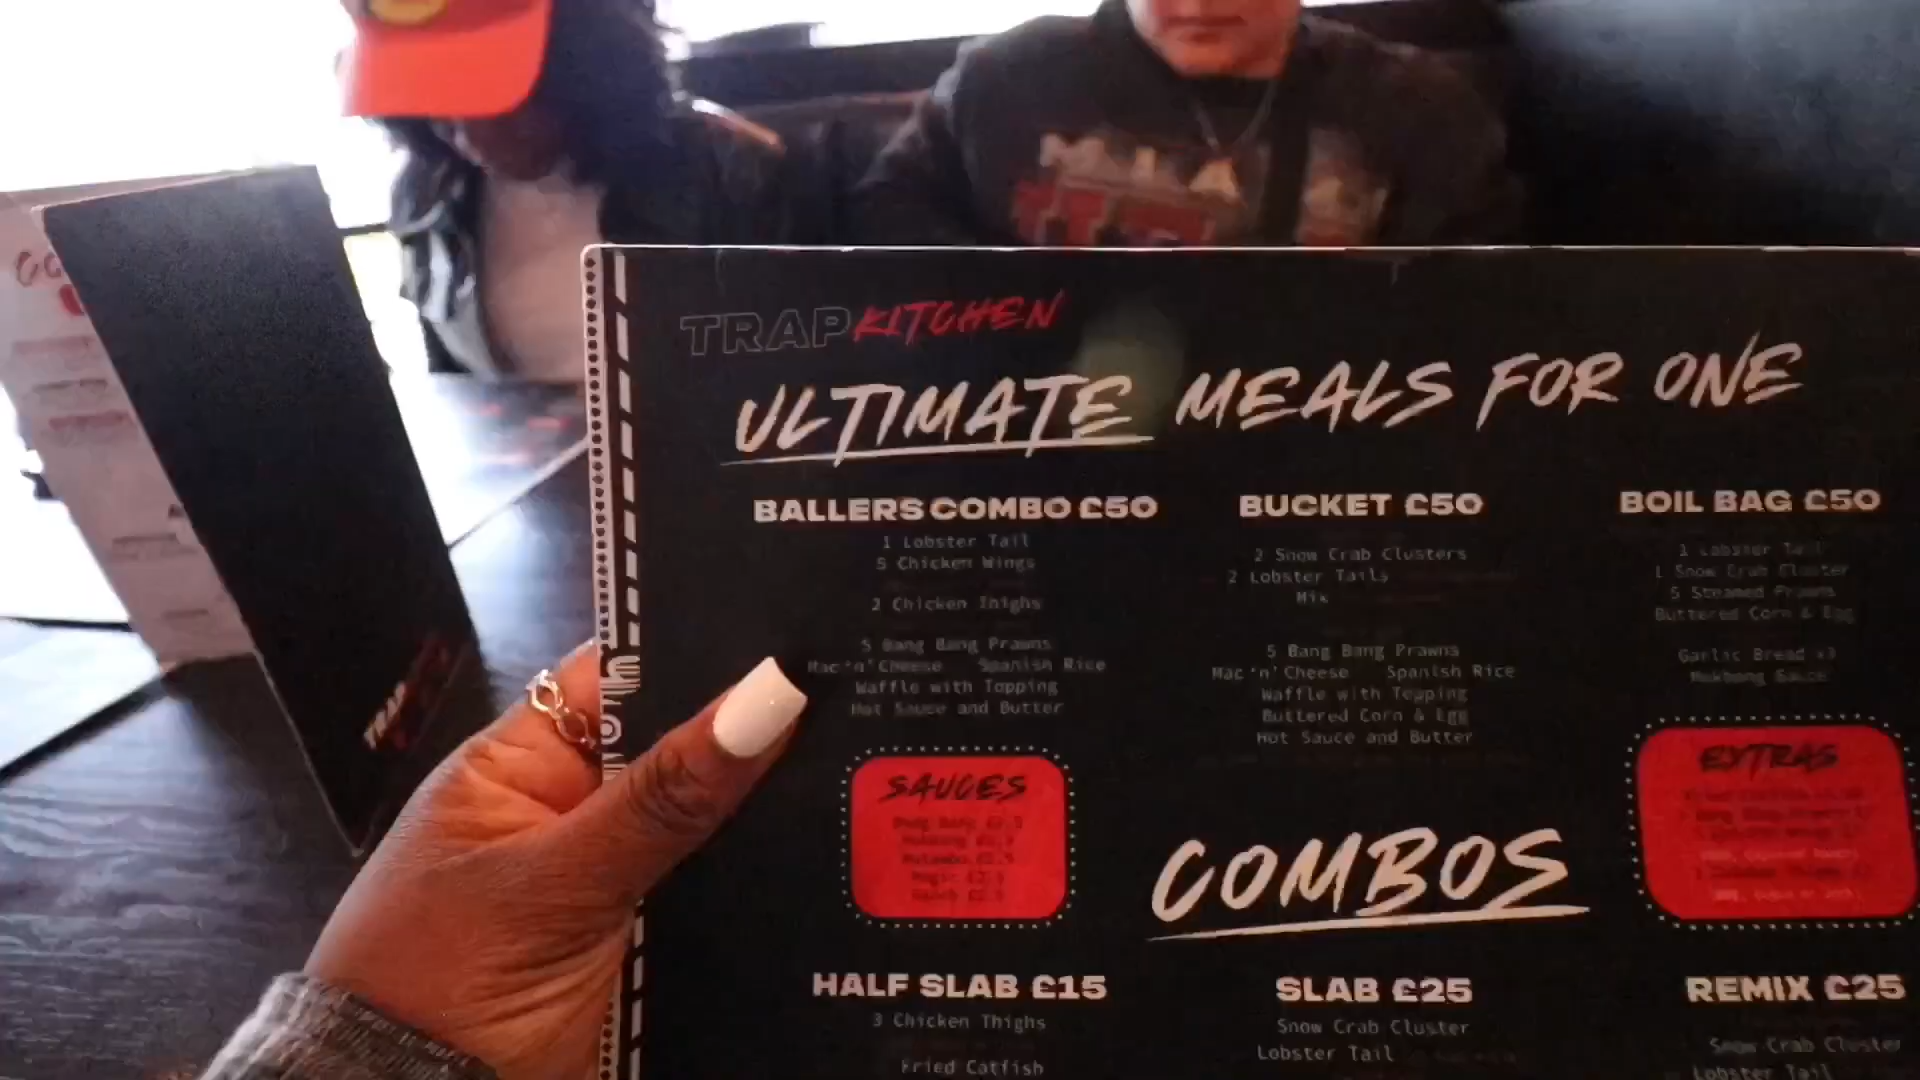 TRAP KITCHEN
ULTIMATE MEALS FOR ONE
BALLERS COMBO £50
1 Lobster Tail
5 Chicken Wings
2 Chicken Thighs
5 Bang Bang Prawns
Mac 'n' Cheese Spanish Rice
Waffle with Topping
Hot Sauce and Butter
BUCKET £50
2 Snow Crab Clusters
2 Lobster Tails
Mix
5 Bang Bang Prawns
Mac 'n' Cheese Spanish Rice
Waffle with Topping
Buttered Corn & Egg
Hot Sauce and Butter
BOIL BAG £50
1 Lobster Tail
1 Snow Crab Cluster
5 Steamed Prawns
Buttered Corn & Egg
Garlic Bread x3
Mukbang Sauce
SAUCES
EXTRAS
COMBOS
HALF SLAB £15
3 Chicken Thighs
Fried Catfish
SLAB £25
Snow Crab Cluster
Lobster Tail
REMIX £25
Snow Crab Cluster
Lobster Tail
TRAP